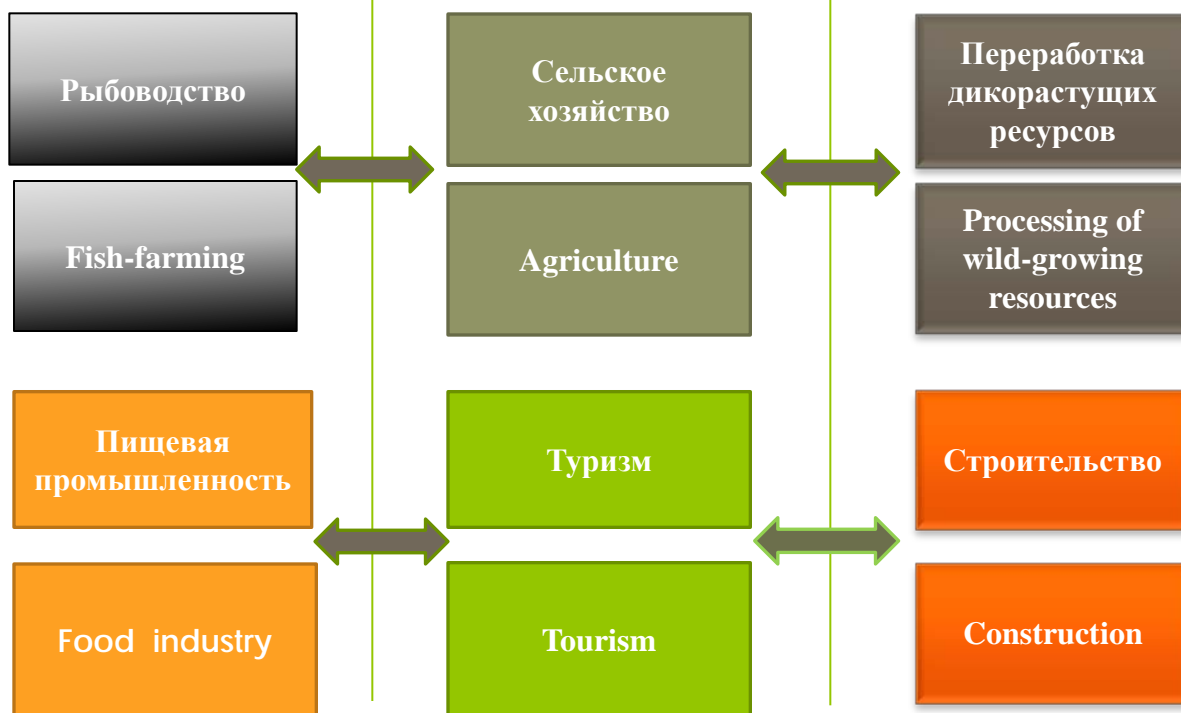 Рыбоводство
Сельское
хозяйство
Переработка
дикорастущих
ресурсов
Fish-farming
Agriculture
Processing of
wild-growing
resources
Пищевая
промышленность
Туризм
Строительство
Food industry
Tourism
Construction